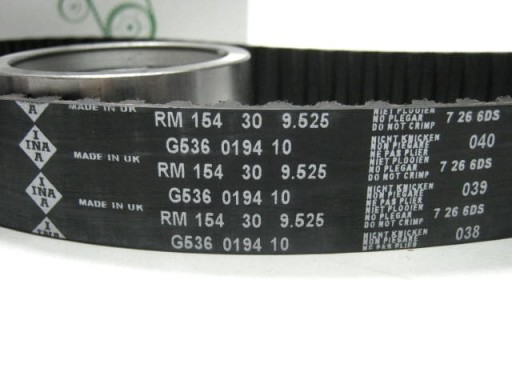 A
MADE IN UK
RM 154 30 9.525
NIET PLOOIEN
NO PLEGAR
DO NOT CRIMP
7 26 6DS
I
INA
A
G536 0194 10
NICHT KNICKEN
NON PIEGARE
NE PAS PLIER
040
MADE IN UK
RM 154 30 9.525
NIET PLOOIEN
NO PLEGAR
DO NOT CRIMP
7 26 6DS
I
INA
A
G536 0194 10
NICHT KNICKEN
NON PIEGARE
NE PAS PLIER
039
MADE IN UK
RM 154 30 9.525
NIET PLOOIEN
NO PLEGAR
DO NOT CRIMP
7 26 6DS
I
G536 0194 10
NICHT KNICKEN
NON PIEGARE
NE PAS PLIER
038